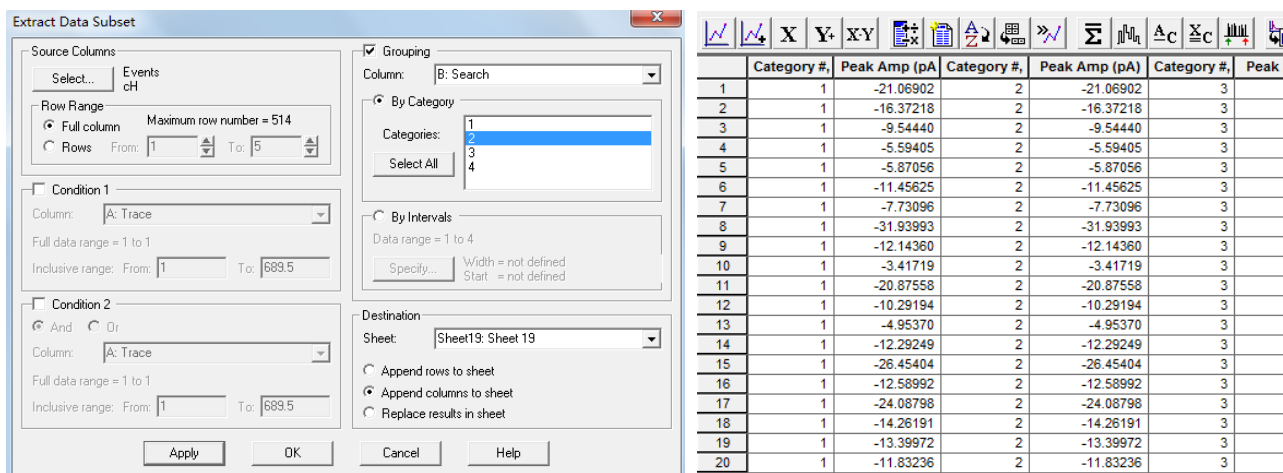 Extract Data Subset
Source Columns
Select...
Events
cH
Row Range
Full column
Maximum row number = 514
Rows From: 1 To: 5
Condition 1
Column: A: Trace
Full data range = 1 to 1
Inclusive range: From: 1 To: 689.5
Condition 2
And Or
Column: A: Trace
Full data range = 1 to 1
Inclusive range: From: 1 To: 689.5
Grouping
Column: B: Search
By Category
Categories:
Select All
1
2
3
4
By Intervals
Data range = 1 to 4
Specify...
Width = not defined
Start = not defined
Destination
Sheet: Sheet19: Sheet 19
Append rows to sheet
Append columns to sheet
Replace results in sheet
Apply OK Cancel Help
X Y+ X-Y A Z Σ A C X C
Category #, Peak Amp (pA Category #, Peak Amp (pA) Category #, Peak
1 1 -21.06902 2 -21.06902 3
2 1 -16.37218 2 -16.37218 3
3 1 -9.54440 2 -9.54440 3
4 1 -5.59405 2 -5.59405 3
5 1 -5.87056 2 -5.87056 3
6 1 -11.45625 2 -11.45625 3
7 1 -7.73096 2 -7.73096 3
8 1 -31.93993 2 -31.93993 3
9 1 -12.14360 2 -12.14360 3
10 1 -3.41719 2 -3.41719 3
11 1 -20.87558 2 -20.87558 3
12 1 -10.29194 2 -10.29194 3
13 1 -4.95370 2 -4.95370 3
14 1 -12.29249 2 -12.29249 3
15 1 -26.45404 2 -26.45404 3
16 1 -12.58992 2 -12.58992 3
17 1 -24.08798 2 -24.08798 3
18 1 -14.26191 2 -14.26191 3
19 1 -13.39972 2 -13.39972 3
20 1 -11.83236 2 -11.83236 3